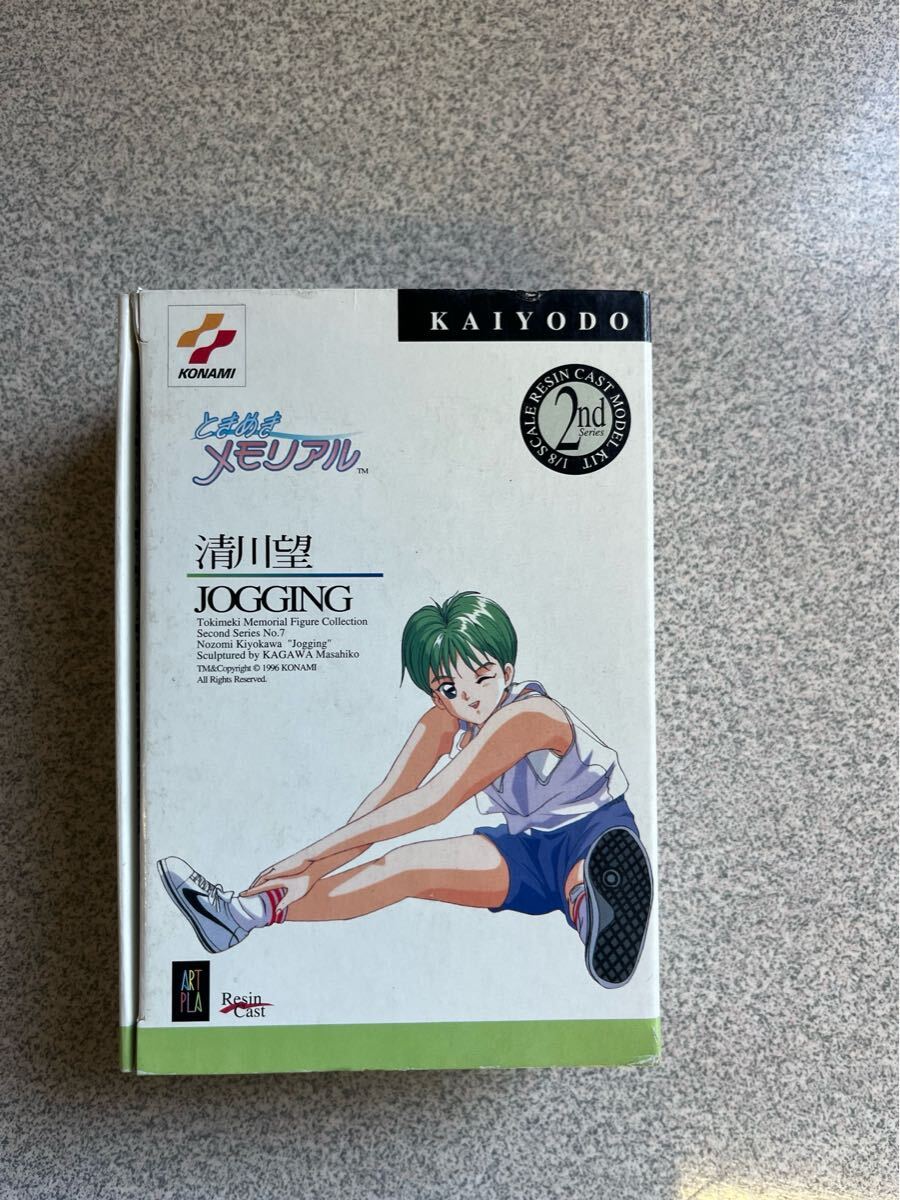 KAIYODO
KONAMI
1/8 SCALE RESIN CAST MODEL KIT
2nd
Series
ときめき
メモリアル
TM
清川望
JOGGING
Tokimeki Memorial Figure Collection
Second Series No.7
Nozomi Kiyokawa "Jogging"
Sculptured by KAGAWA Masahiko
TM&Copyright © 1996 KONAMI
All Rights Reserved.
ART
PLA
Resin
Cast